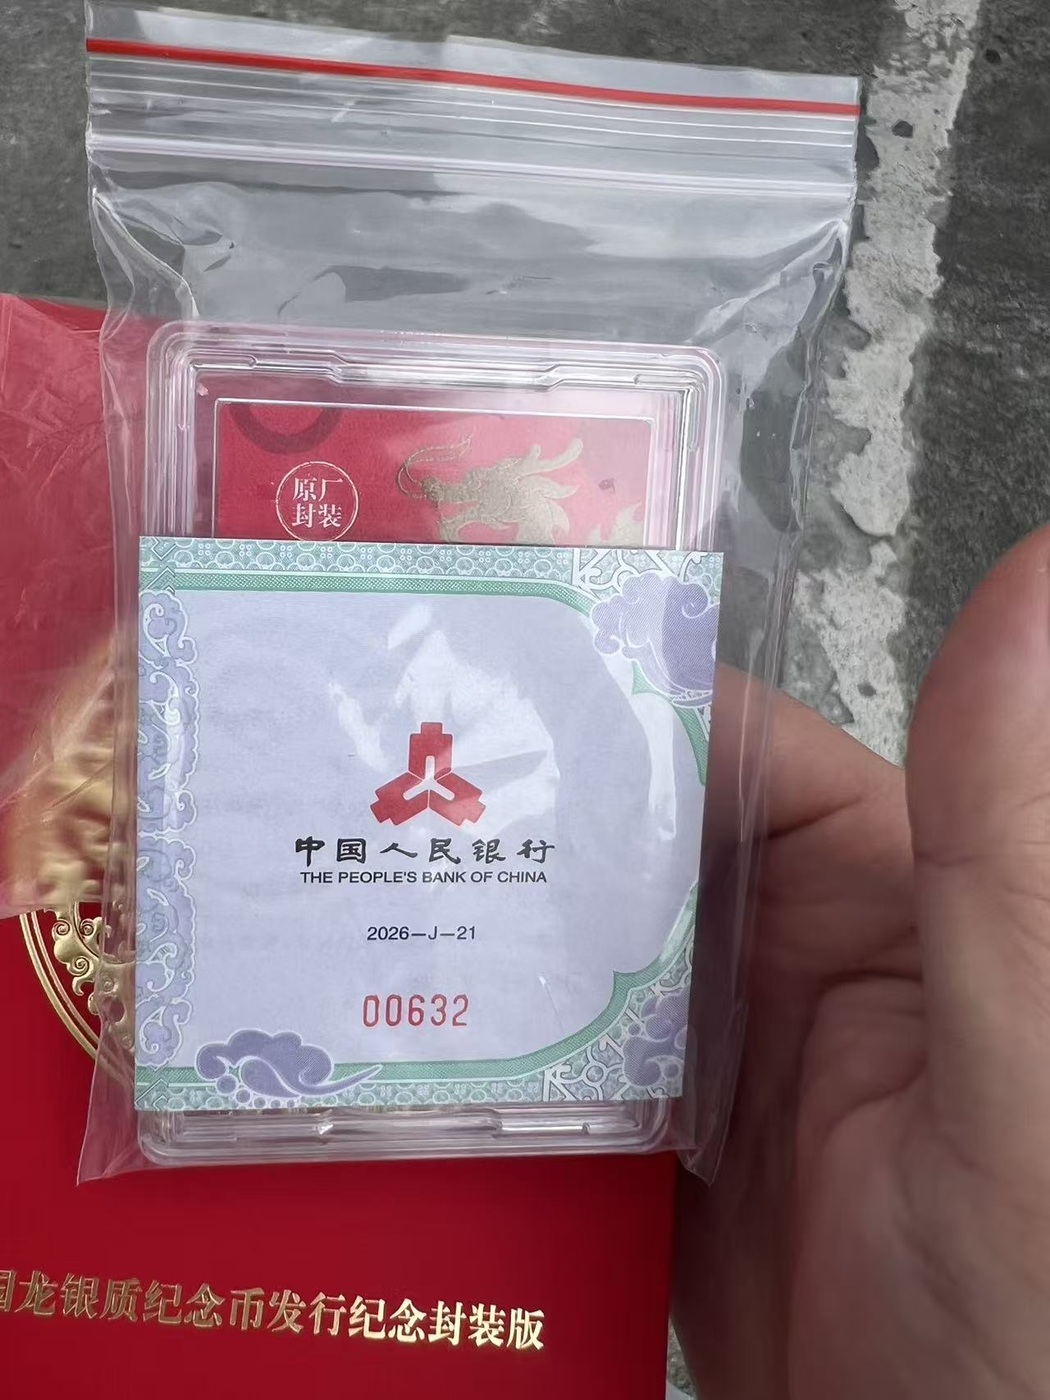 原厂
封装
中国人民银行
THE PEOPLE'S BANK OF CHINA
2026—J—21
00632
国龙银质纪念币发行纪念封装版